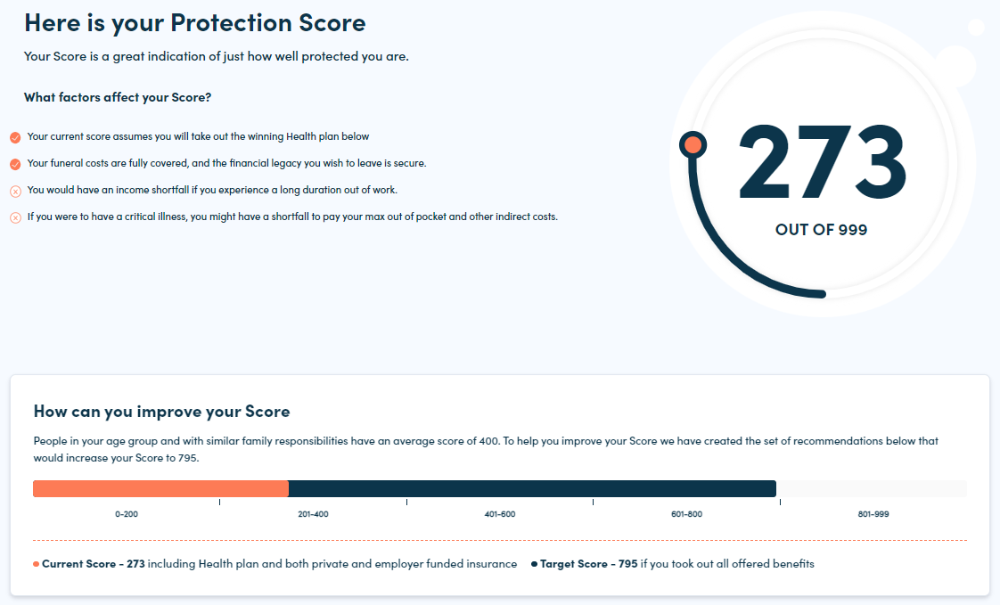 Here is your Protection Score
Your Score is a great indication of just how well protected you are.
What factors affect your Score?
Your current score assumes you will take out the winning Health plan below
Your funeral costs are fully covered, and the financial legacy you wish to leave is secure.
You would have an income shortfall if you experience a long duration out of work.
If you were to have a critical illness, you might have a shortfall to pay your max out of pocket and other indirect costs.
273
OUT OF 999
How can you improve your Score
People in your age group and with similar family responsibilities have an average score of 400. To help you improve your Score we have created the set of recommendations below that
would increase your Score to 795.
0-200 201-400 401-600 601-800 801-999
Current Score - 273 including Health plan and both private and employer funded insurance Target Score - 795 if you took out all offered benefits